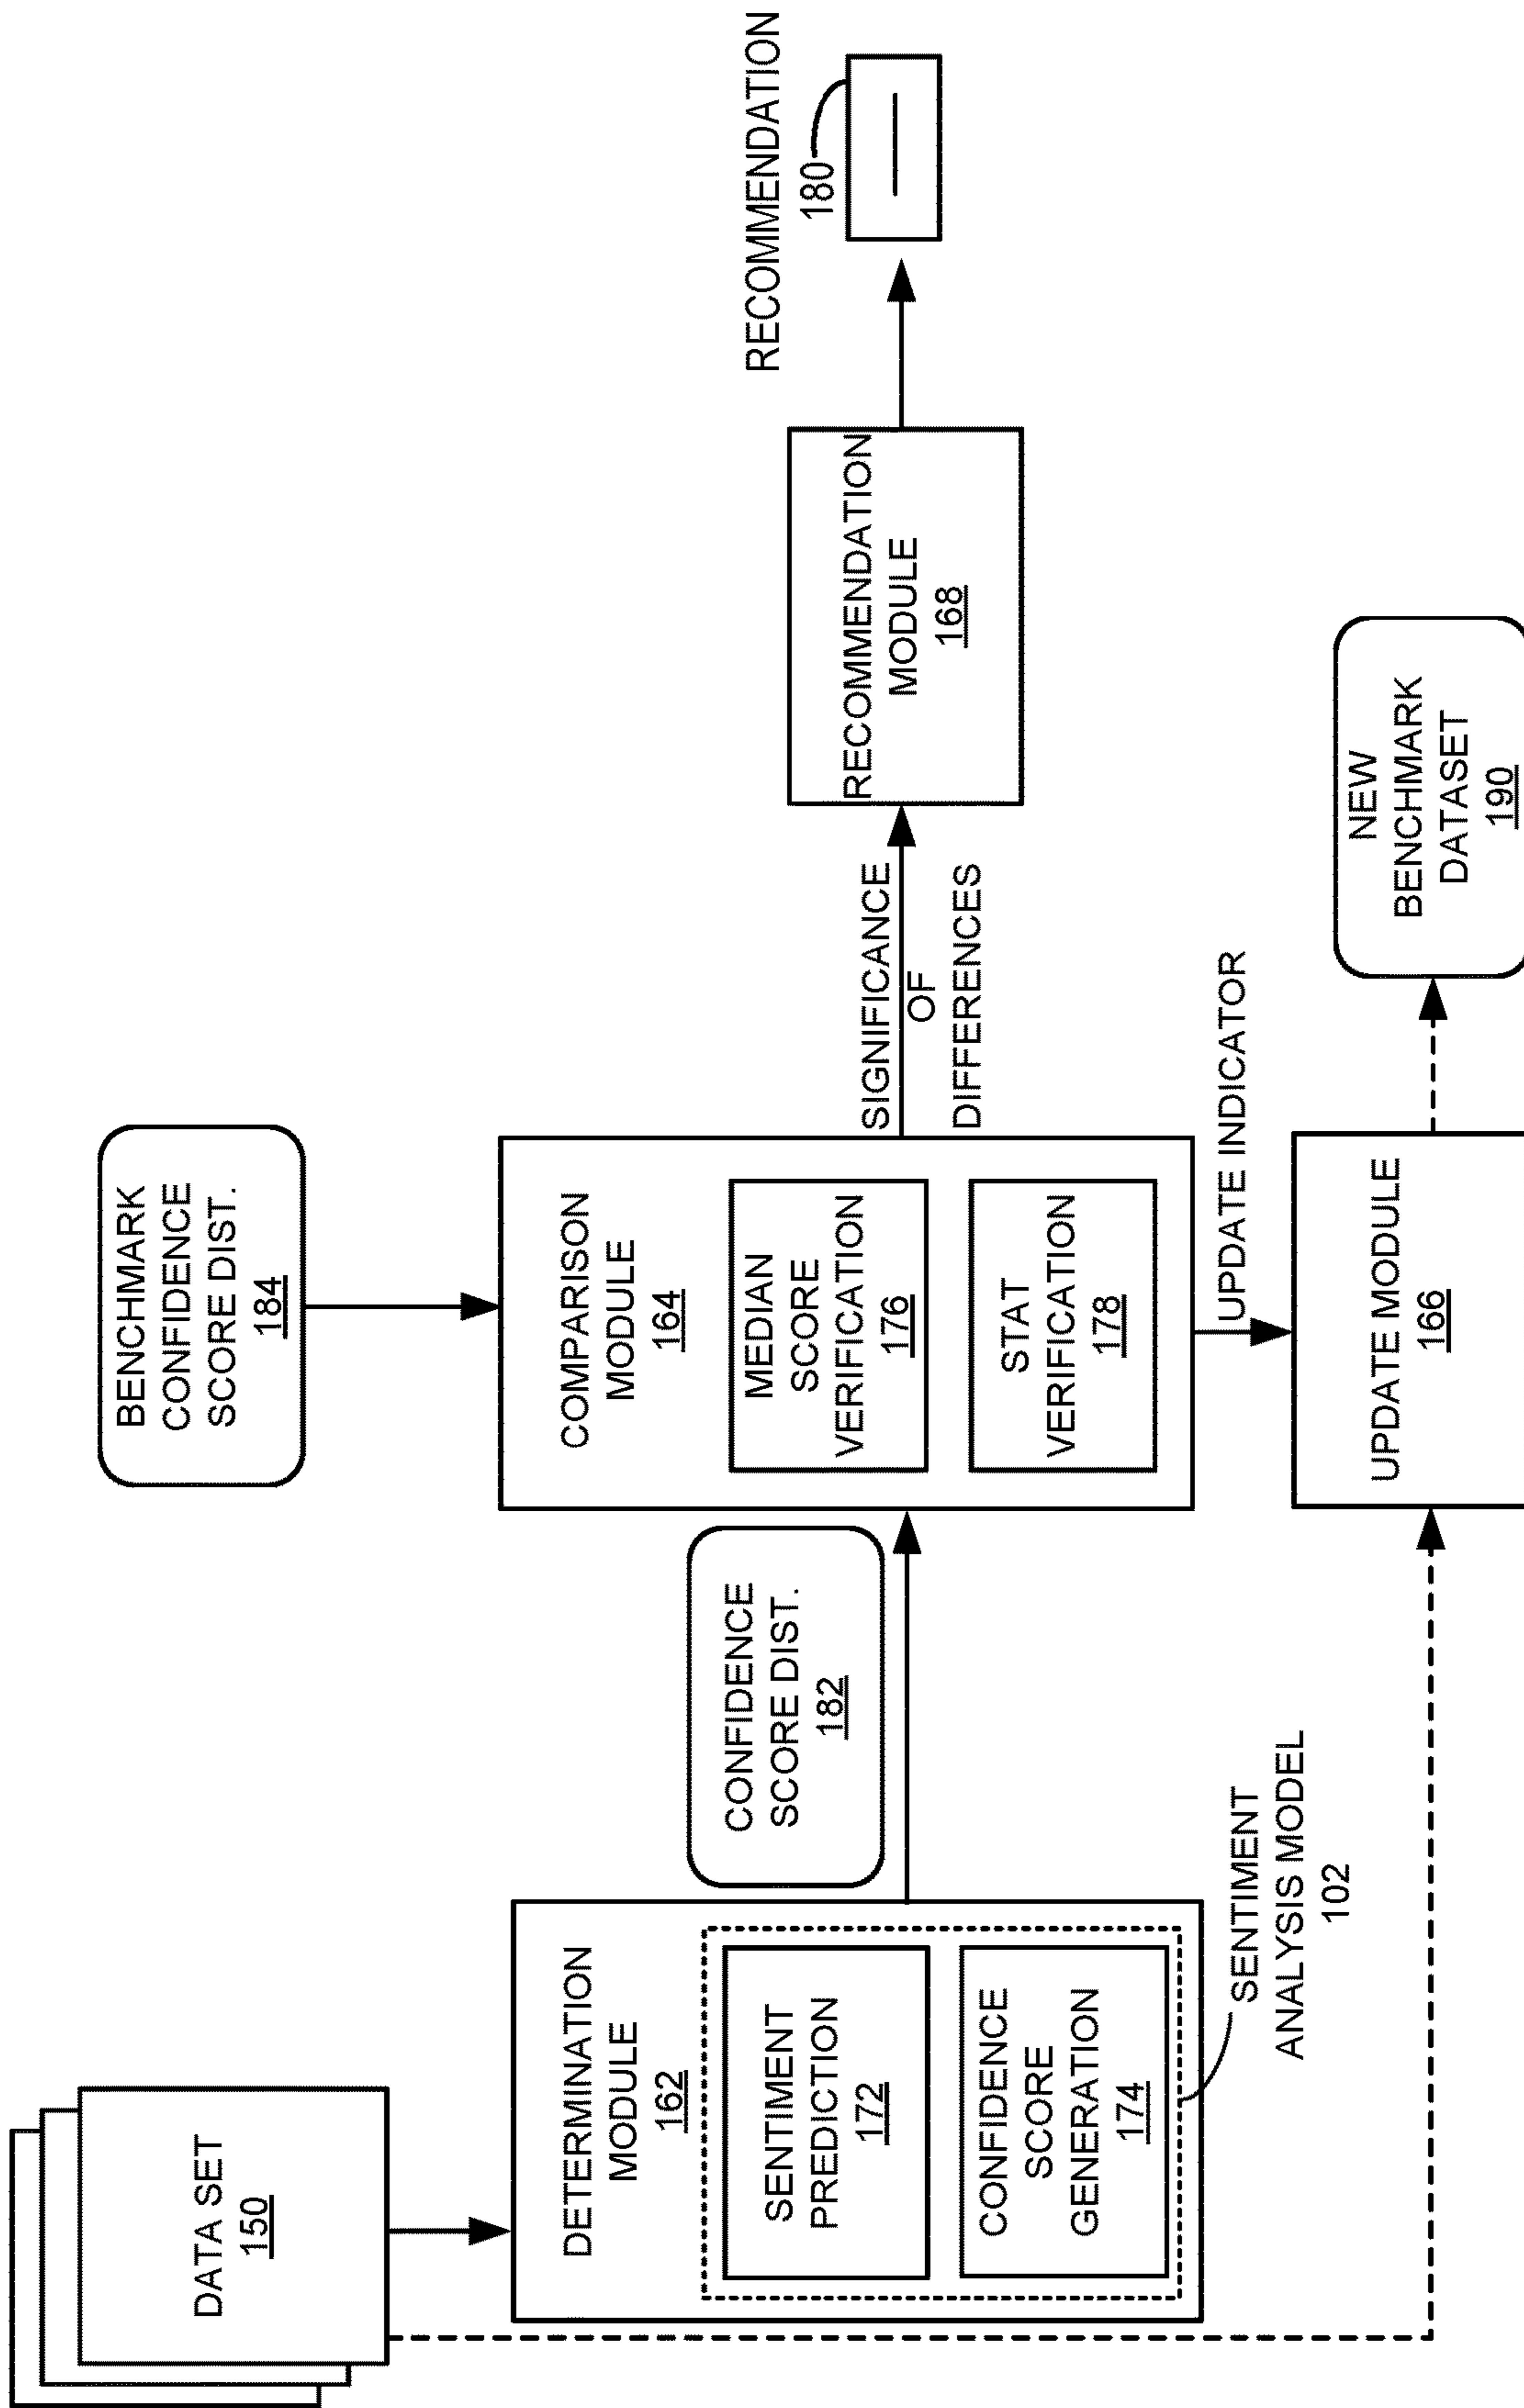 DATA SET
150
DETERMINATION
MODULE
162
SENTIMENT
PREDICTION
172
CONFIDENCE
SCORE
GENERATION
174
SENTIMENT
ANALYSIS MODEL
102
CONFIDENCE
SCORE DIST.
182
BENCHMARK
CONFIDENCE
SCORE DIST.
184
COMPARISON
MODULE
164
MEDIAN
SCORE
VERIFICATION
176
STAT
VERIFICATION
178
UPDATE INDICATOR
UPDATE MODULE
166
SIGNIFICANCE
OF
DIFFERENCES
RECOMMENDATION
MODULE
168
RECOMMENDATION
180
NEW
BENCHMARK
DATASET
190